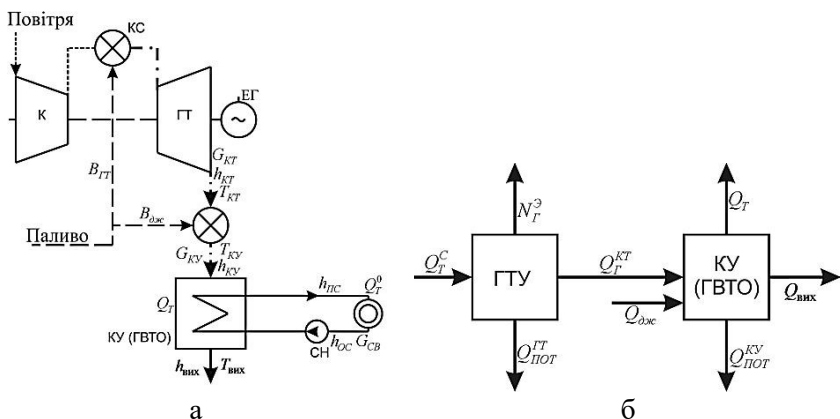 Повітря
КС
К
ГТ
ЕГ
~
G_КТ
h_КТ
T_КТ
B_ГТ
B_дж
Паливо
G_КУ
T_КУ
h_КУ
Q_Т
h_ПС
Q_Т^0
КУ (ГВТО)
СН
h_ОС
G_СВ
h_вих
T_вих
а
N_Г^Э
Q_Т
Q_Т^С
ГТУ
Q_Г^КТ
КУ
(ГВТО)
Q_вих
Q_дж
Q_ПОТ^ГТ
Q_ПОТ^КУ
б